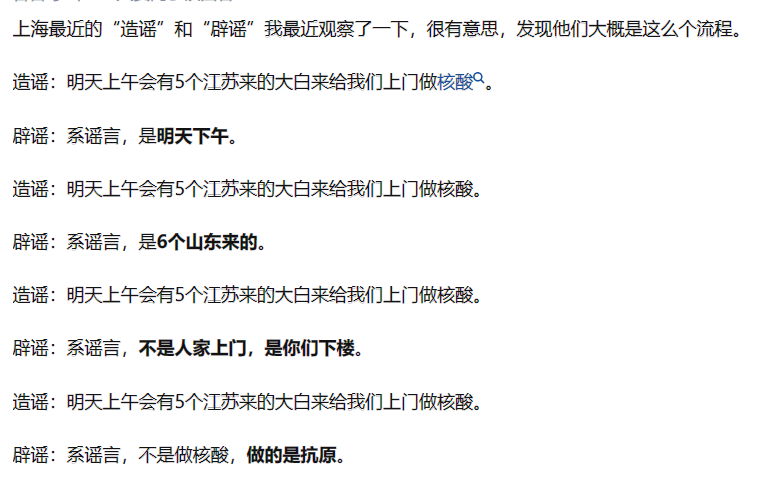 上海最近的“造谣”和“辟谣”我最近观察了一下，很有意思，发现他们大概是这么个流程。
造谣：明天上午会有5个江苏来的大白来给我们上门做核酸。
辟谣：系谣言，是明天下午。
造谣：明天上午会有5个江苏来的大白来给我们上门做核酸。
辟谣：系谣言，是6个山东来的。
造谣：明天上午会有5个江苏来的大白来给我们上门做核酸。
辟谣：系谣言，不是人家上门，是你们下楼。
造谣：明天上午会有5个江苏来的大白来给我们上门做核酸。
辟谣：系谣言，不是做核酸，做的是抗原。